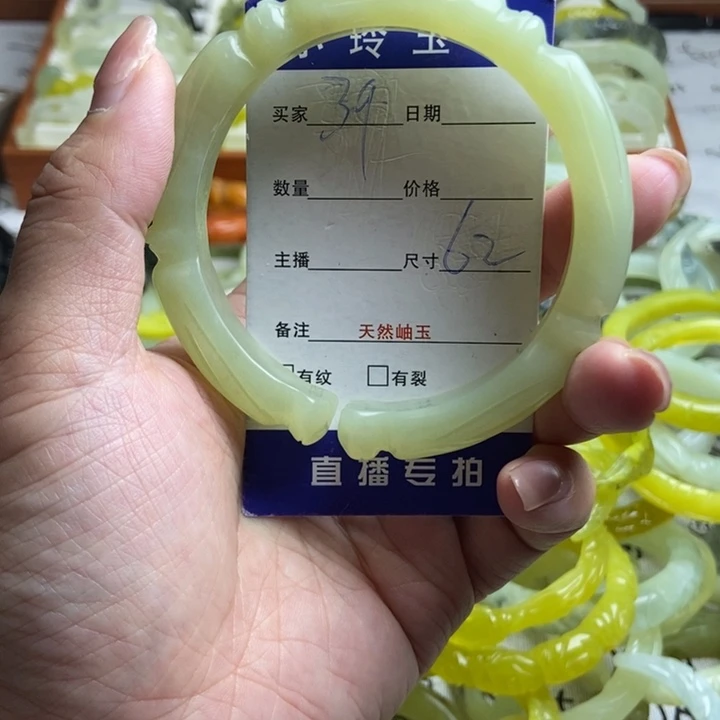 玲玉
买家 39 日期
数量 价格
主播 尺寸 62
备注 天然岫玉
有纹 有裂
直播专拍